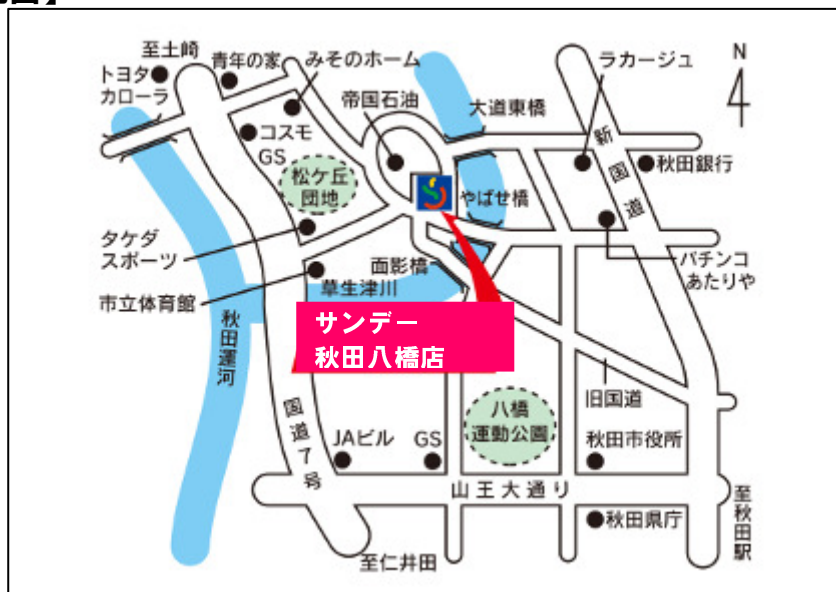 至土崎
青年の家
みそのホーム
ラカージュ
N
トヨタ
カローラ
帝国石油
大道東橋
コスモ
GS
新国道
秋田銀行
松ケ丘
団地
やばせ橋
タケダ
スポーツ
面影橋
パチンコ
あたりや
市立体育館
草生津川
秋田運河
サンデー
秋田八橋店
旧国道
国道7号
八橋
運動公園
JAビル
GS
秋田市役所
山王大通り
至秋田駅
秋田県庁
至仁井田